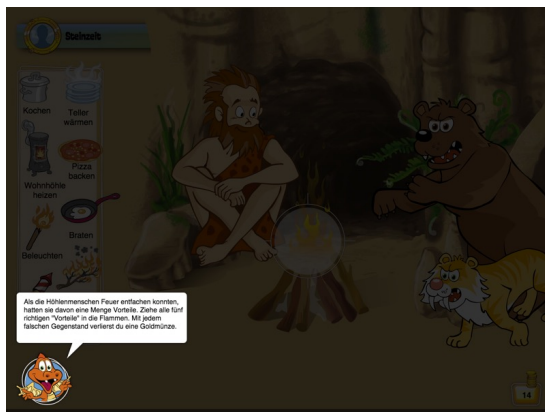 Steinzeit
Kochen
Teller
wärmen
Pizza
backen
Wohnhöhle
heizen
Braten
Beleuchten
Als die Höhlenmenschen Feuer entfachen konnten,
hatten sie davon eine Menge Vorteile. Ziehe alle fünf
richtigen "Vorteile" in die Flammen. Mit jedem
falschen Gegenstand verlierst du eine Goldmünze.
14